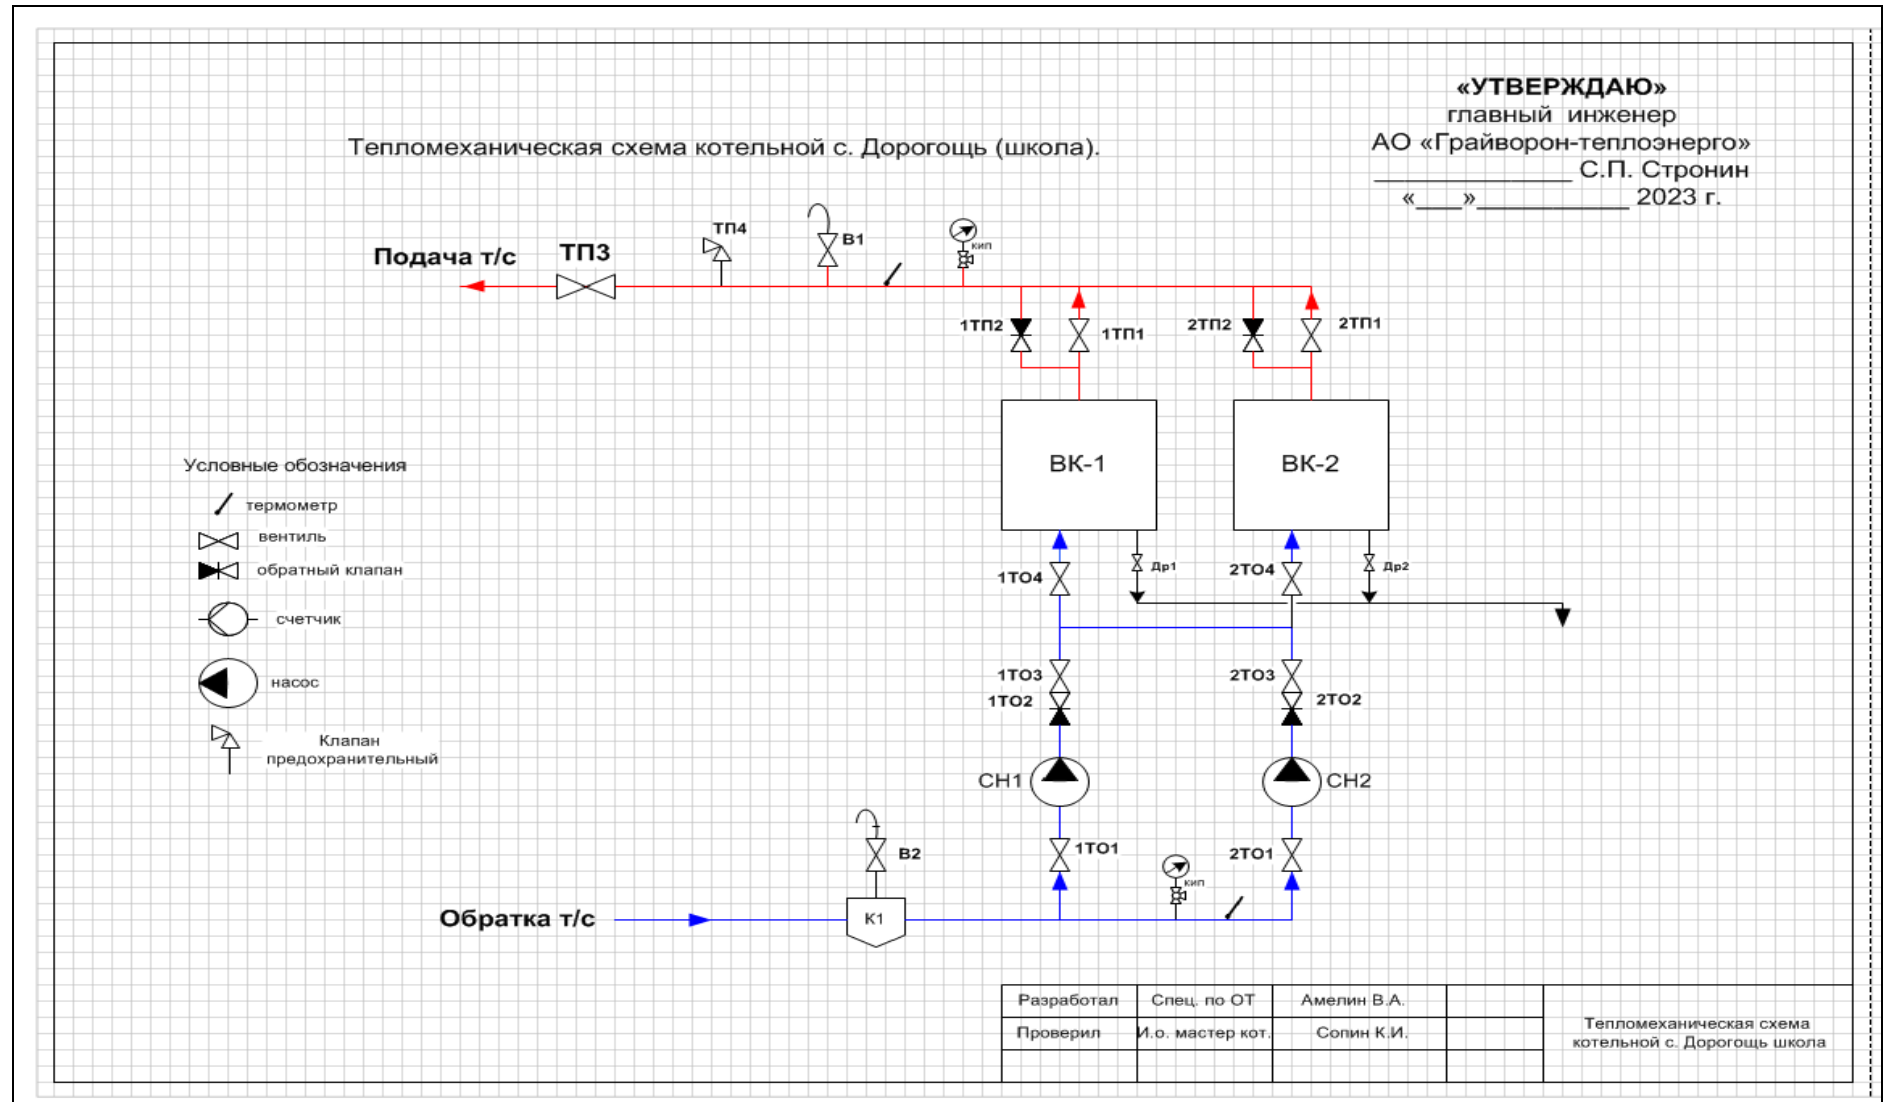 «УТВЕРЖДАЮ»
главный инженер
АО «Грайворон-теплоэнерго»
_______________ С.П. Стронин
«___»___________ 2023 г.
Тепломеханическая схема котельной с. Дорогощь (школа).
ТП4
В1
кип
Подача т/с
ТП3
1ТП2
1ТП1
2ТП2
2ТП1
ВК-1
ВК-2
Условные обозначения
термометр
вентиль
обратный клапан
счетчик
насос
Клапан
предохранительный
1ТО4
Др1
2ТО4
Др2
1ТО3
2ТО3
1ТО2
2ТО2
СН1
СН2
В2
1ТО1
2ТО1
кип
Обратка т/с
К1
Разработал Спец. по ОТ Амелин В.А.
Проверил И.о. мастер кот. Сопин К.И.
Тепломеханическая схема
котельной с. Дорогощь школа